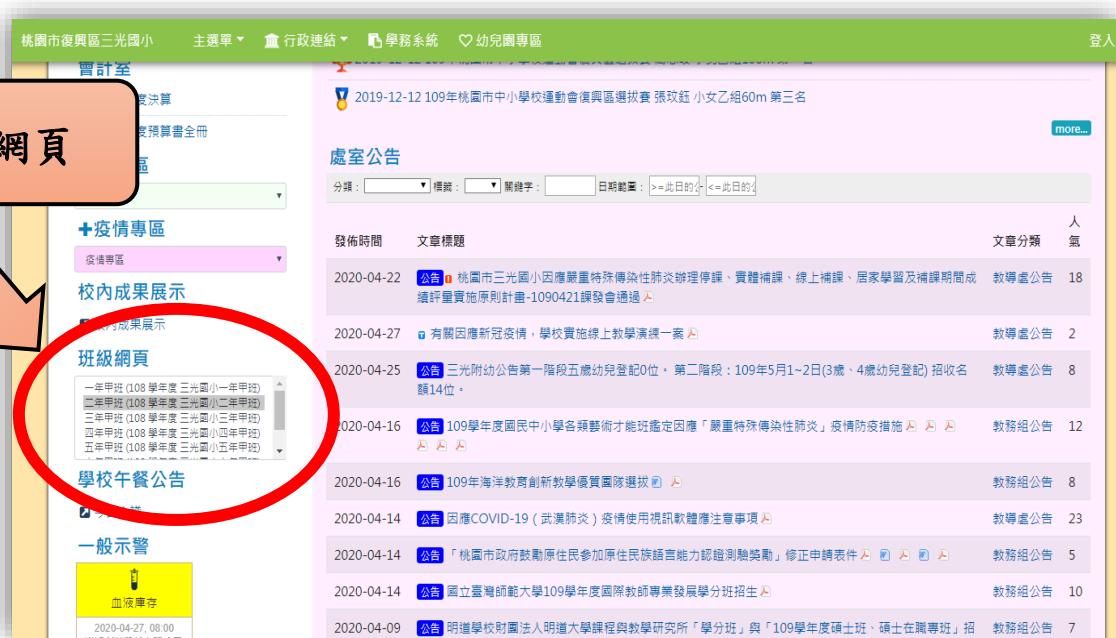 桃園市復興區三光國小 主選單 行政連結 學務系統 幼兒園專區 登入
網頁
會計室
度決算
度預算書全冊
區
+疫情專區
疫情專區
校內成果展示
校內成果展示
班級網頁
一年甲班 (108 學年度 三光國小一年甲班)
二年甲班 (108 學年度 三光國小二年甲班)
三年甲班 (108 學年度 三光國小三年甲班)
四年甲班 (108 學年度 三光國小四年甲班)
五年甲班 (108 學年度 三光國小五年甲班)
學校午餐公告
一般示警
血液庫存
2020-04-27, 08:00
2019-12-12 109年桃園市中小學校運動會復興區選拔賽 張玟鈺 小女乙組60m 第三名
more...
處室公告
分類： 標籤： 關鍵字： 日期範圍： >=此日的 - <=此日的
發佈時間 文章標題 文章分類 人氣
2020-04-22 公告 桃園市三光國小因應嚴重特殊傳染性肺炎辦理停課、實體補課、線上補課、居家學習及補課期間成 教導處公告 18
績評量實施原則計畫-1090421課發會通過
2020-04-27 有關因應新冠疫情，學校實施線上教學演練一案 教導處公告 2
2020-04-25 公告 三光附幼公告第一階段五歲幼兒登記0位。 第二階段：109年5月1~2日(3歲、4歲幼兒登記) 招收名 教導處公告 8
額14位。
2020-04-16 公告 109學年度國民中小學各類藝術才能班鑑定因應「嚴重特殊傳染性肺炎」疫情防疫措施 教務組公告 12
2020-04-16 公告 109年海洋教育創新教學優質團隊選拔 教務組公告 8
2020-04-14 公告 因應COVID-19（武漢肺炎）疫情使用視訊軟體應注意事項 教導處公告 23
2020-04-14 公告 「桃園市政府鼓勵原住民參加原住民族語言能力認證測驗獎勵」修正申請表件 教務組公告 5
2020-04-14 公告 國立臺灣師範大學109學年度國際教師專業發展學分班招生 教務組公告 10
2020-04-09 公告 明道學校財團法人明道大學課程與教學研究所「學分班」與「109學年度碩士班、碩士在職專班」招 教務組公告 7